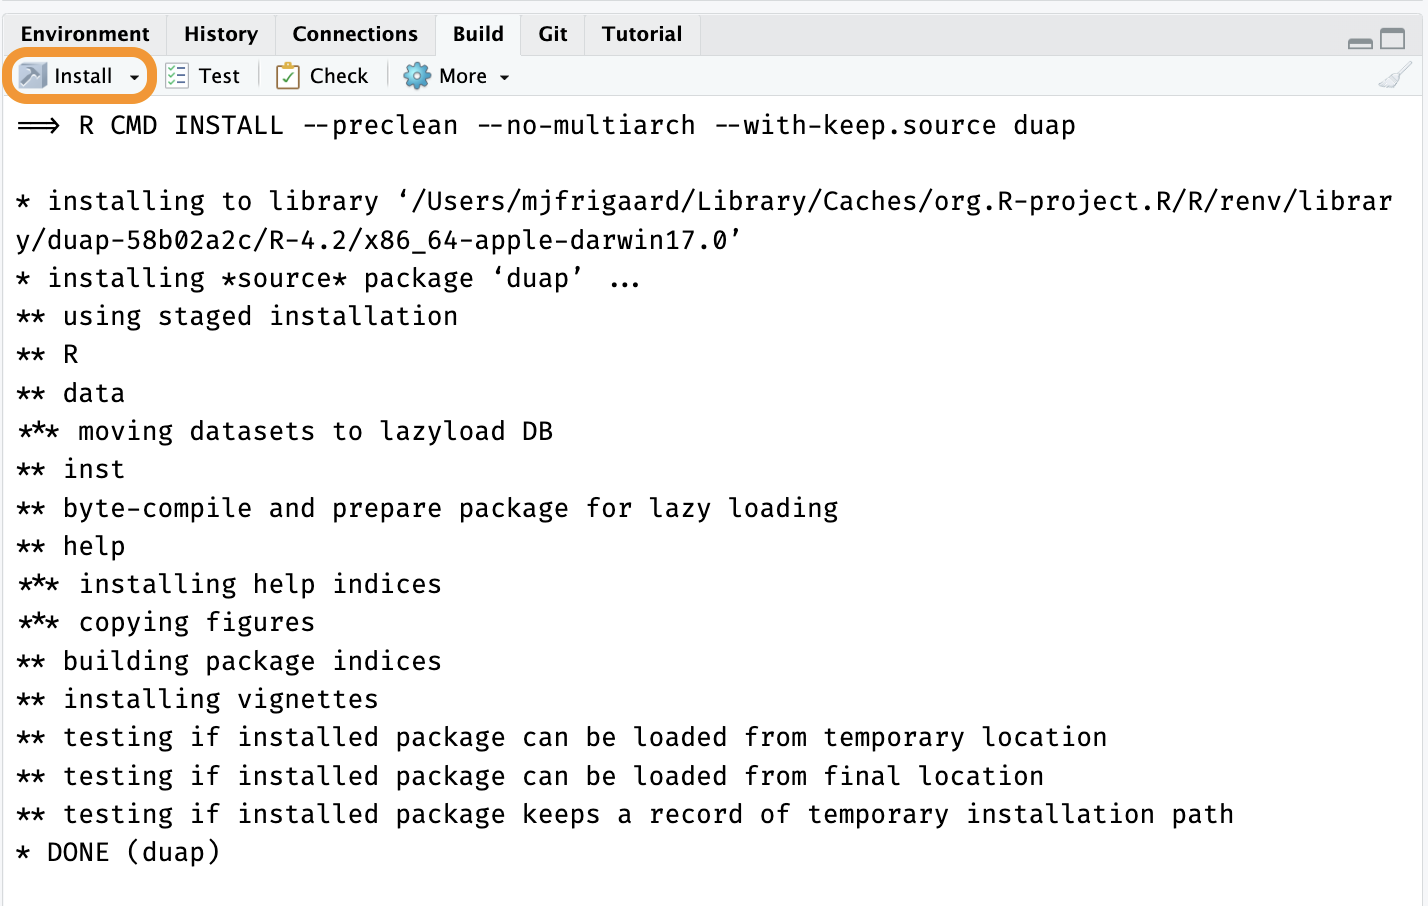 Environment History Connections Build Git Tutorial
Install Test Check More
==> R CMD INSTALL --preclean --no-multiarch --with-keep.source duap
* installing to library ‘/Users/mjfrigaard/Library/Caches/org.R-project.R/R/renv/librar
y/duap-58b02a2c/R-4.2/x86_64-apple-darwin17.0’
* installing *source* package ‘duap’ ...
** using staged installation
** R
** data
*** moving datasets to lazyload DB
** inst
** byte-compile and prepare package for lazy loading
** help
*** installing help indices
*** copying figures
** building package indices
** installing vignettes
** testing if installed package can be loaded from temporary location
** testing if installed package can be loaded from final location
** testing if installed package keeps a record of temporary installation path
* DONE (duap)